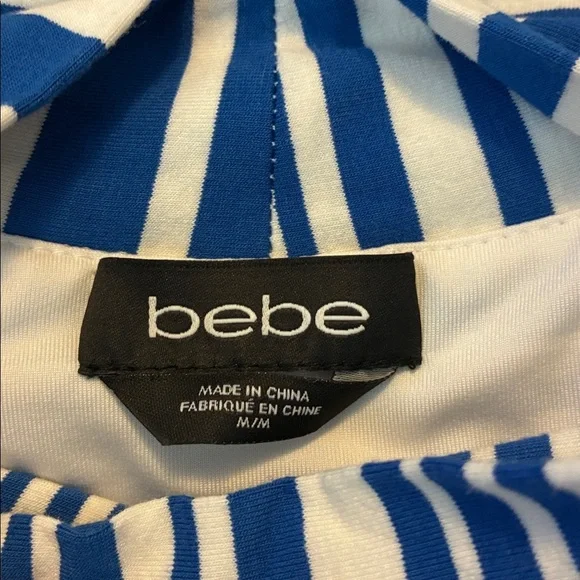 bebe
MADE IN CHINA
FABRIQUÉ EN CHINE
M/M